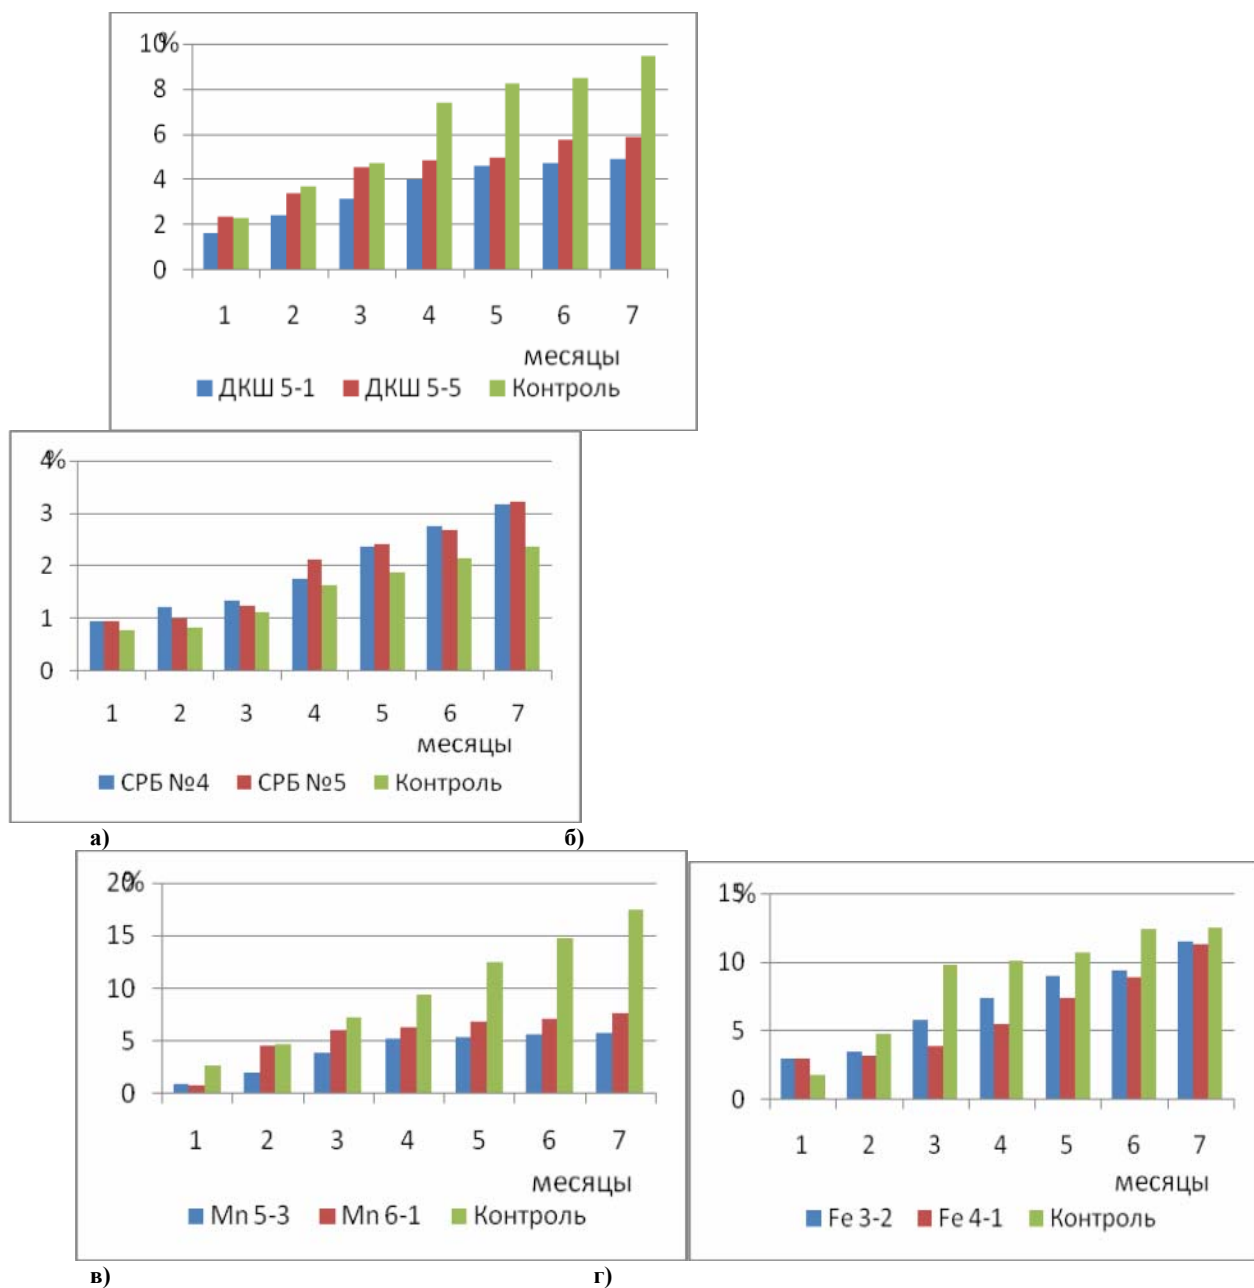 10%
8
6
4
2
0
1 2 3 4 5 6 7
месяцы
ДКШ 5-1 ДКШ 5-5 Контроль
4%
3
2
1
0
1 2 3 4 5 6 7
месяцы
СРБ №4 СРБ №5 Контроль
а) б)
20%
15
10
5
0
1 2 3 4 5 6 7
месяцы
Mn 5-3 Mn 6-1 Контроль
15%
10
5
0
1 2 3 4 5 6 7
месяцы
Fe 3-2 Fe 4-1 Контроль
в) г)